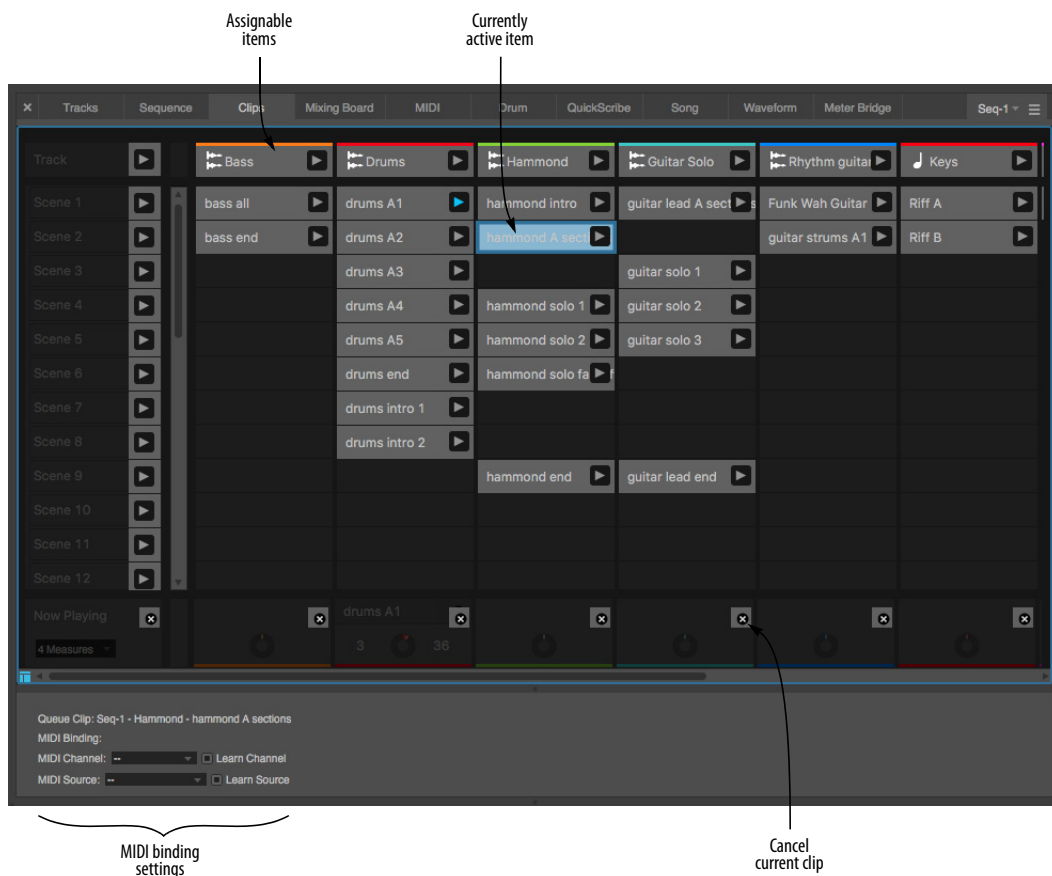 Assignable
items
Currently
active item
× Tracks Sequence Clips Mixing Board MIDI Drum QuickScribe Song Waveform Meter Bridge Seq-1
Track Bass Drums Hammond Guitar Solo Rhythm guitar Keys
Scene 1 bass all drums A1 hammond intro guitar lead A sect s Funk Wah Guitar Riff A
Scene 2 bass end drums A2 hammond A sect guitar strums A1 Riff B
Scene 3 drums A3 guitar solo 1
Scene 4 drums A4 hammond solo 1 guitar solo 2
Scene 5 drums A5 hammond solo 2 guitar solo 3
Scene 6 drums end hammond solo fa f
Scene 7 drums intro 1
Scene 8 drums intro 2
Scene 9 hammond end guitar lead end
Scene 10
Scene 11
Scene 12
Now Playing drums A1
4 Measures 3 36
Queue Clip: Seq-1 - Hammond - hammond A sections
MIDI Binding:
MIDI Channel: -- Learn Channel
MIDI Source: -- Learn Source
MIDI binding
settings
Cancel
current clip